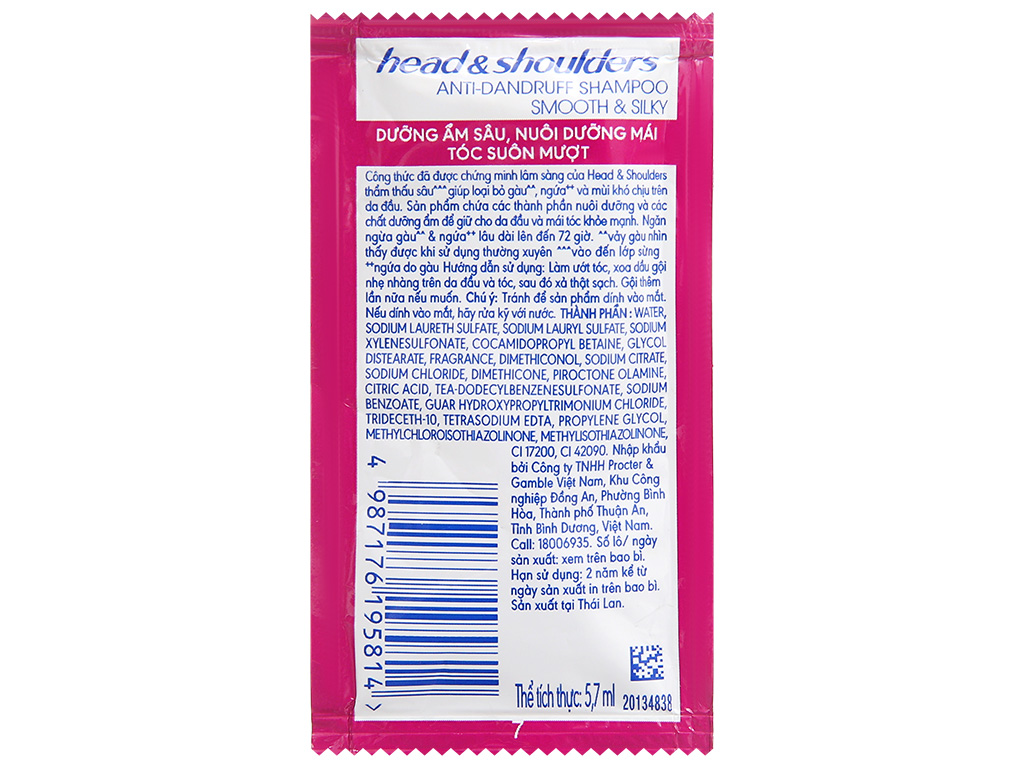 head & shoulders
ANTI-DANDRUFF SHAMPOO
SMOOTH & SILKY
DƯỠNG ẨM SÂU, NUÔI DƯỠNG MÁI
TÓC SUÔN MƯỢT
Công thức đã được chứng minh lâm sàng của Head & Shoulders
thẩm thấu sâu^^^ giúp loại bỏ gàu^^, ngứa⁺⁺ và mùi khó chịu trên
da đầu. Sản phẩm chứa các thành phần nuôi dưỡng và các
chất dưỡng ẩm để giữ cho da đầu và mái tóc khỏe mạnh. Ngăn
ngừa gàu^^ & ngứa⁺⁺ lâu dài lên đến 72 giờ. ^^vảy gàu nhìn
thấy được khi sử dụng thường xuyên ^^^vào đến lớp sừng
⁺⁺ngứa do gàu Hướng dẫn sử dụng: Làm ướt tóc, xoa dầu gội
nhẹ nhàng trên da đầu và tóc, sau đó xả thật sạch. Gội thêm
lần nữa nếu muốn. Chú ý: Tránh để sản phẩm dính vào mắt.
Nếu dính vào mắt, hãy rửa kỹ với nước. THÀNH PHẦN : WATER,
SODIUM LAURETH SULFATE, SODIUM LAURYL SULFATE, SODIUM
XYLENESULFONATE, COCAMIDOPROPYL BETAINE, GLYCOL
DISTEARATE, FRAGRANCE, DIMETHICONOL, SODIUM CITRATE,
SODIUM CHLORIDE, DIMETHICONE, PIROCTONE OLAMINE,
CITRIC ACID, TEA-DODECYLBENZENESULFONATE, SODIUM
BENZOATE, GUAR HYDROXYPROPYLTRIMONIUM CHLORIDE,
TRIDECETH-10, TETRASODIUM EDTA, PROPYLENE GLYCOL,
METHYLCHLOROISOTHIAZOLINONE, METHYLISOTHIAZOLINONE,
CI 17200, CI 42090. Nhập khẩu
bởi Công ty TNHH Procter &
Gamble Việt Nam, Khu Công
nghiệp Đồng An, Phường Bình
Hòa, Thành phố Thuận An,
Tỉnh Bình Dương, Việt Nam.
Call: 18006935. Số lô/ ngày
sản xuất: xem trên bao bì.
Hạn sử dụng: 2 năm kể từ
ngày sản xuất in trên bao bì.
Sản xuất tại Thái Lan.
4 987176 195814 >
Thể tích thực: 5,7 ml
20134838
7